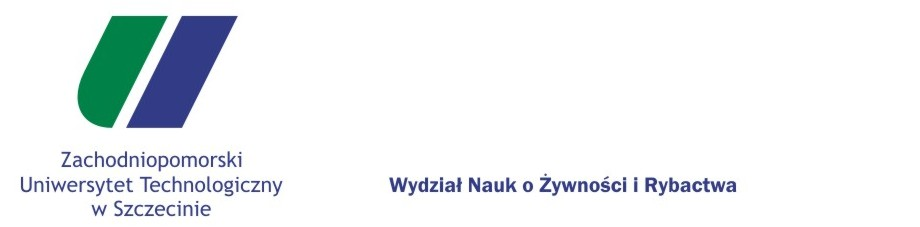 Zachodniopomorski
Uniwersytet Technologiczny
w Szczecinie
Wydział Nauk o Żywności i Rybactwa